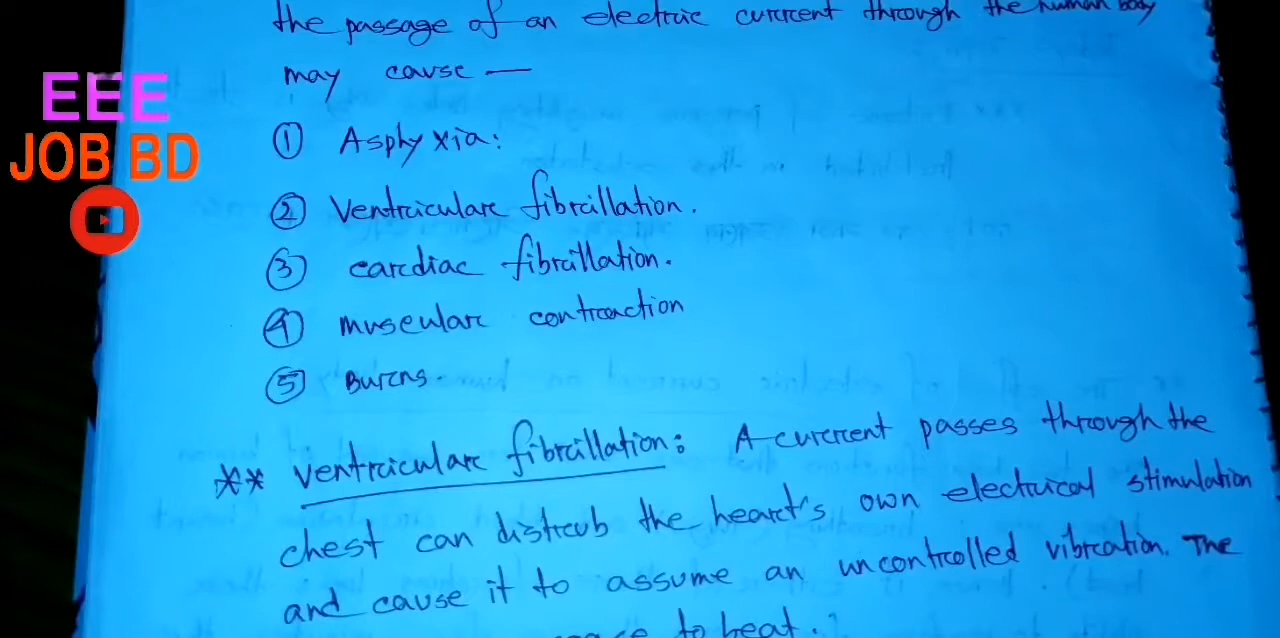 the passage of an electric current through the human body
may cause —
EEE
JOB BD
① Asphyxia:
② Ventricular fibrillation.
③ cardiac fibrillation.
④ muscular contraction
⑤ Burns.
** ventricular fibrillation: A current passes through the
chest can distrub the heart's own electrical stimulation
and cause it to assume an uncontrolled vibration. The
to beat.